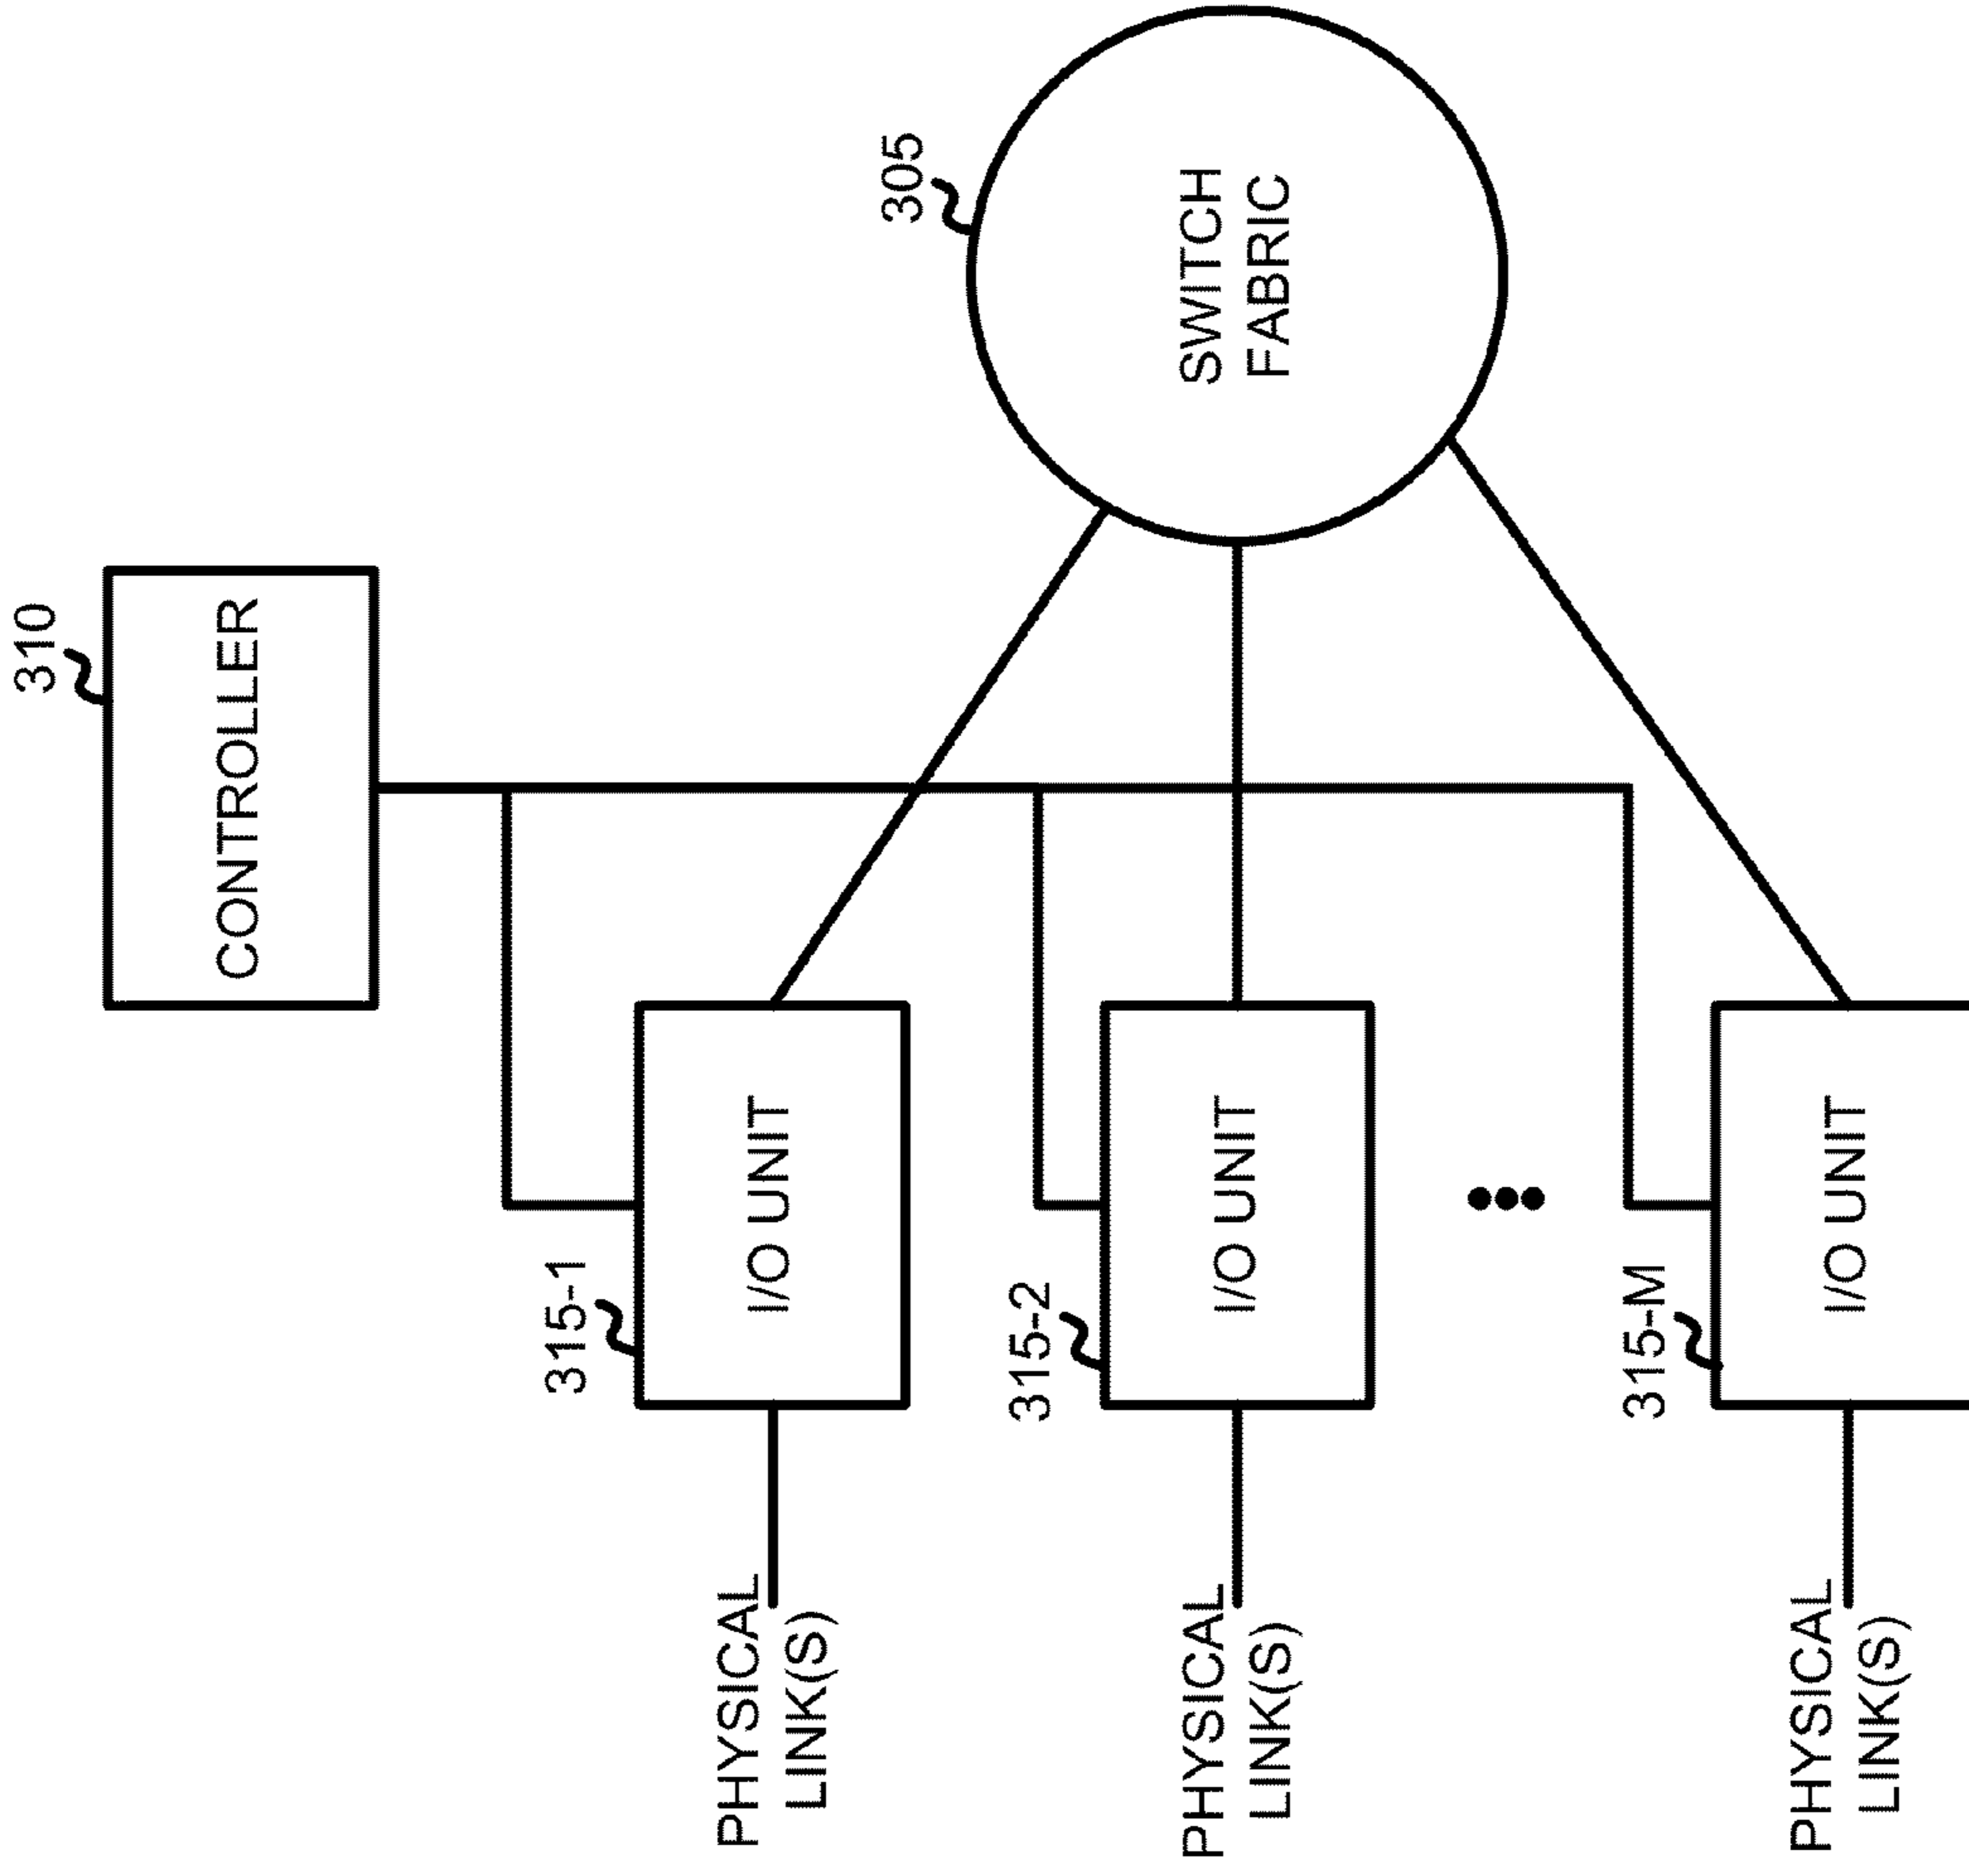 310
CONTROLLER
305
SWITCH
FABRIC
315-1
I/O UNIT
PHYSICAL
LINK(S)
315-2
I/O UNIT
PHYSICAL
LINK(S)
315-M
I/O UNIT
PHYSICAL
LINK(S)